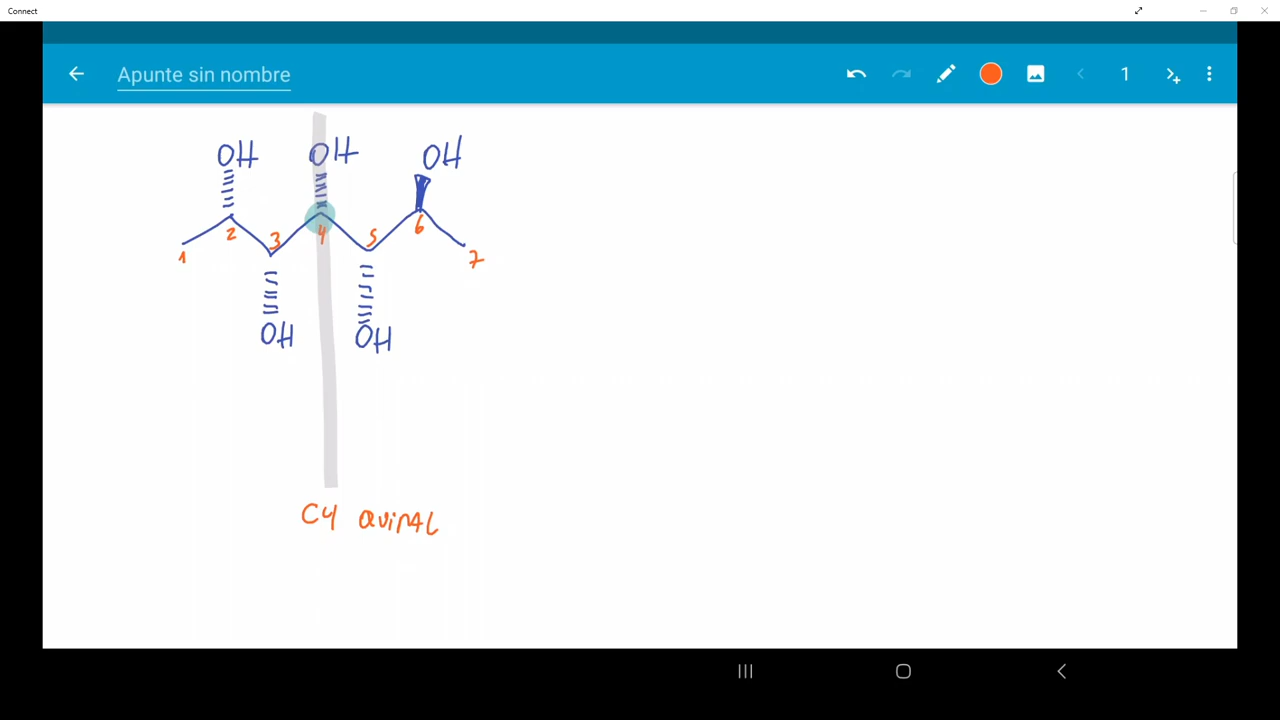 Connect
Apunte sin nombre
1
OH OH OH
1 2 3 4 5 6 7
OH OH
C4 QUIRAL